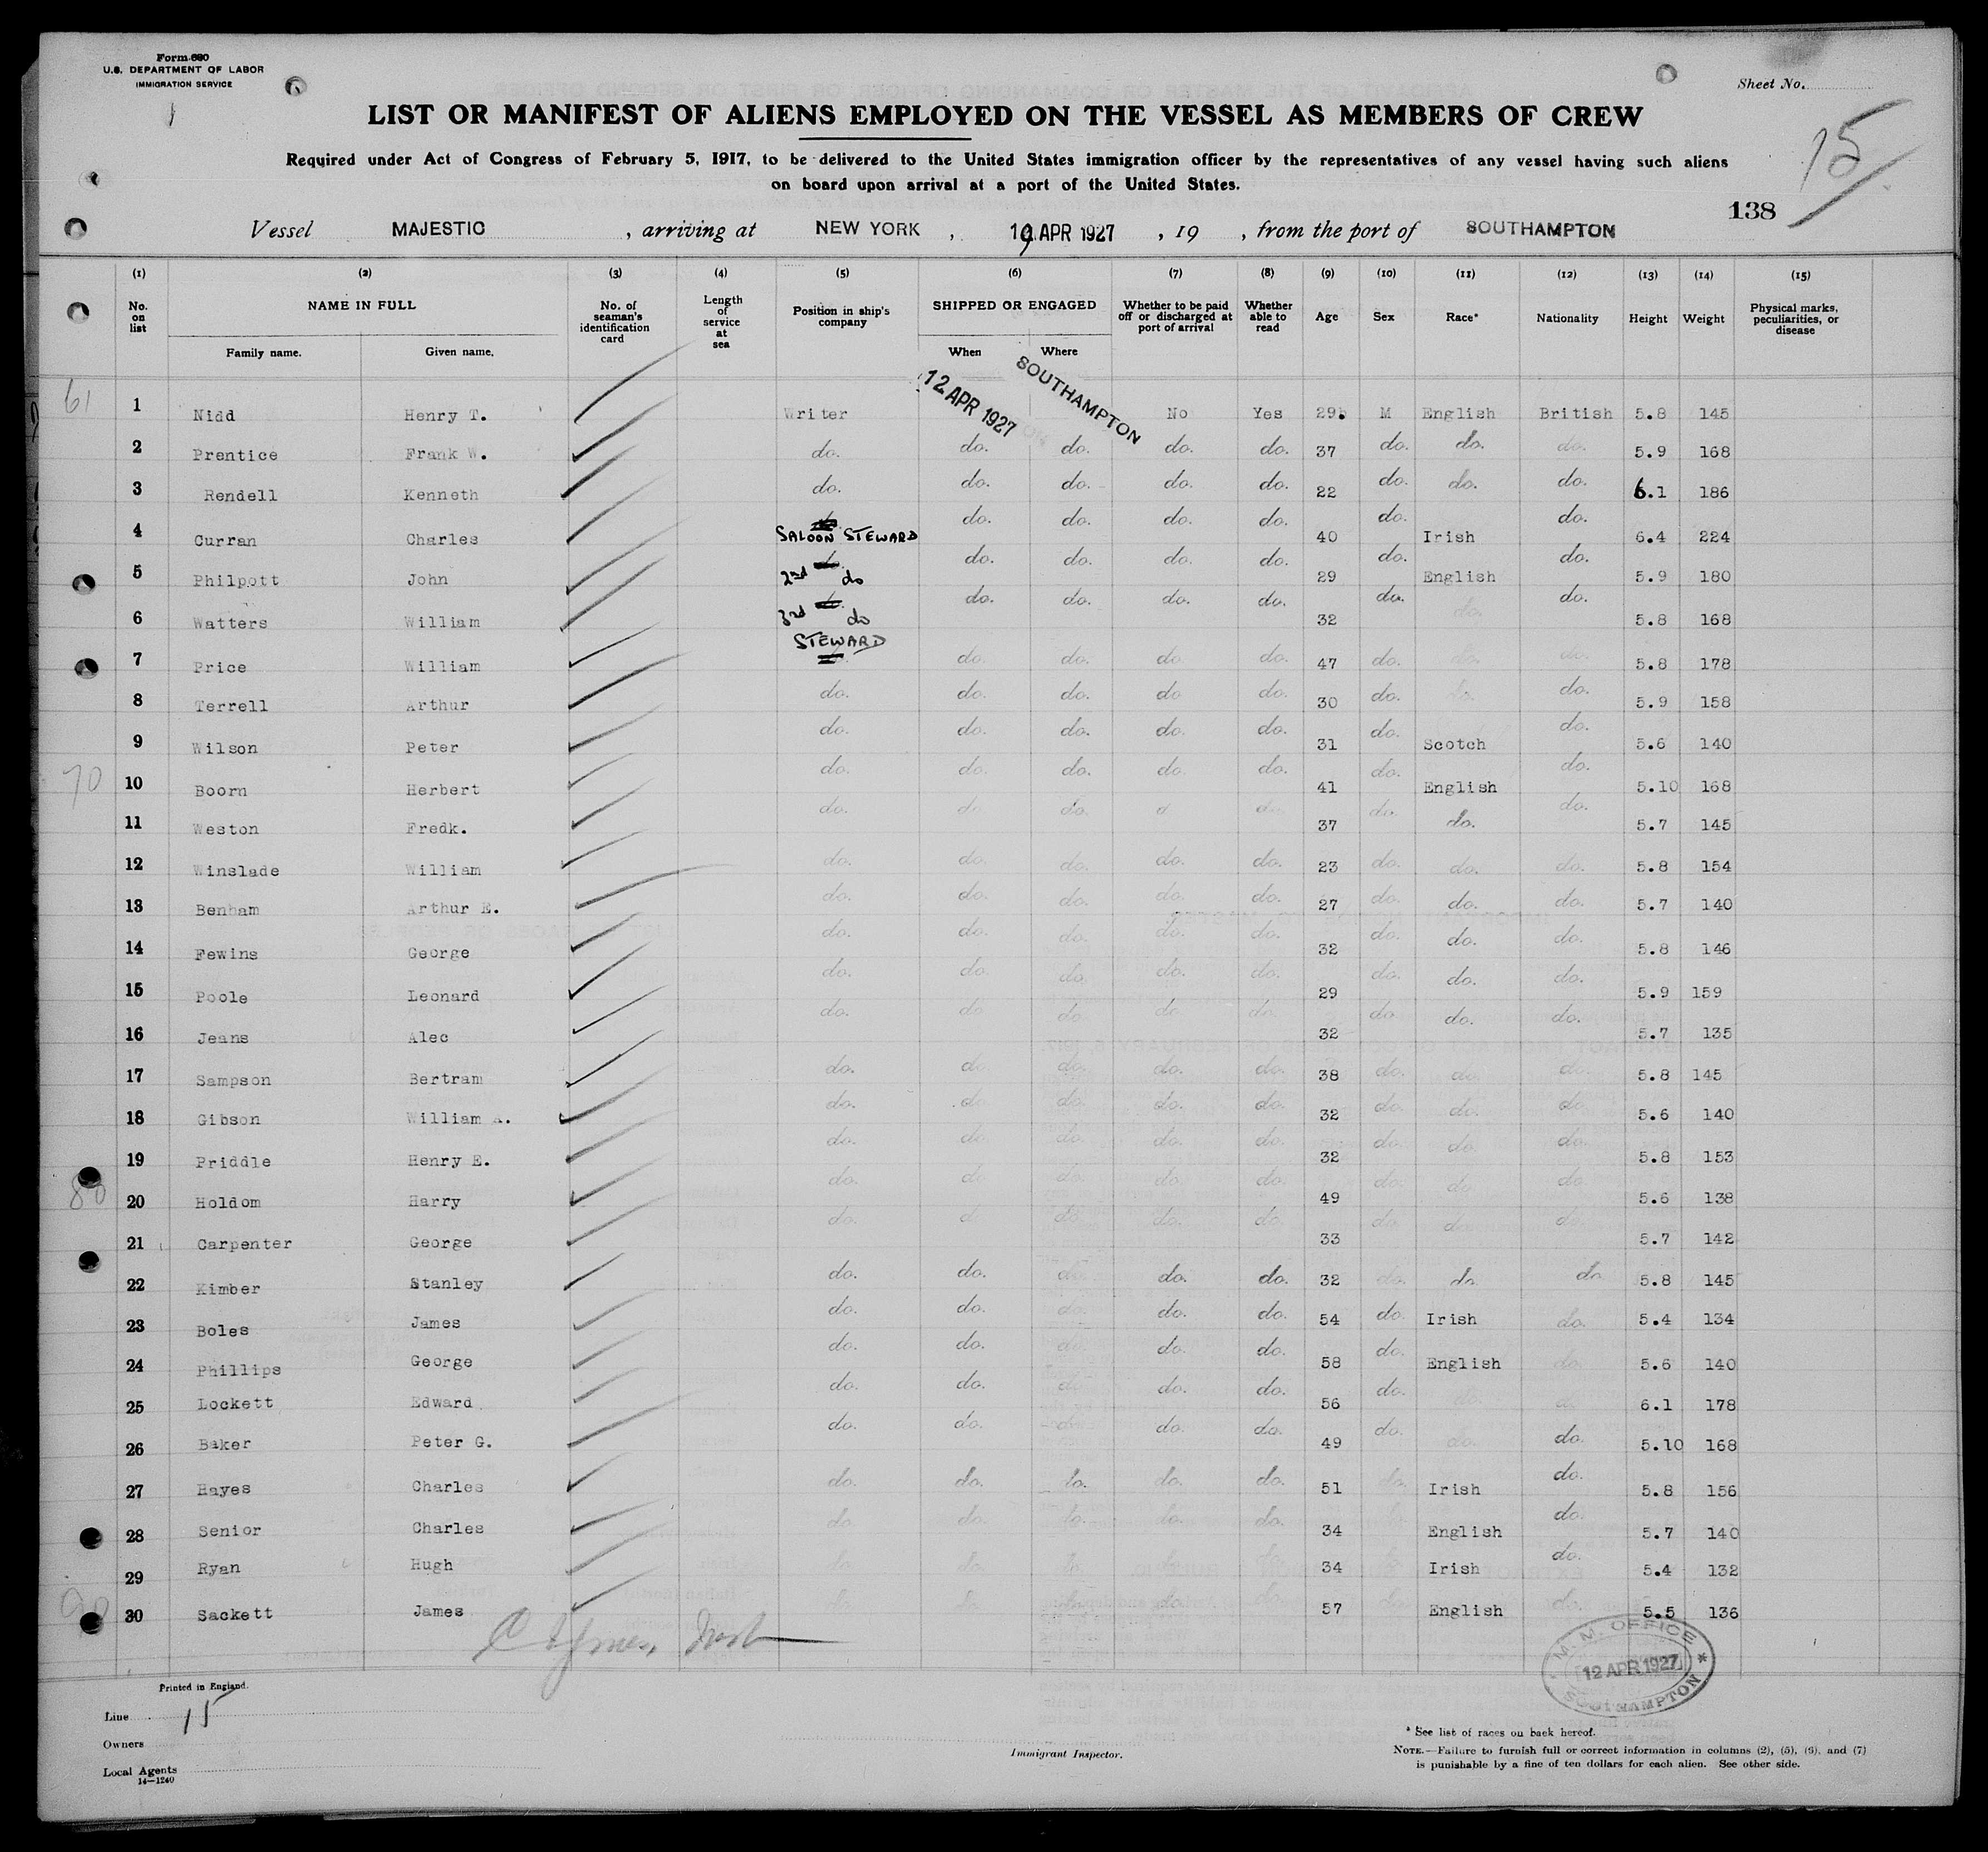 Form 680
U.S. DEPARTMENT OF LABOR
IMMIGRATION SERVICE
Sheet No.
LIST OR MANIFEST OF ALIENS EMPLOYED ON THE VESSEL AS MEMBERS OF CREW
Required under Act of Congress of February 5, 1917, to be delivered to the United States immigration officer by the representatives of any vessel having such aliens
on board upon arrival at a port of the United States.
15
138
Vessel MAJESTIC, arriving at NEW YORK, 19 APR 1927, 19 , from the port of SOUTHAMPTON
(1) (2) (3) (4) (5) (6) (7) (8) (9) (10) (11) (12) (13) (14) (15)
No. on list NAME IN FULL Family name. Given name. No. of seaman's identification card Length of service at sea Position in ship's company SHIPPED OR ENGAGED When Where Whether to be paid off or discharged at port of arrival Whether able to read Age Sex Race* Nationality Height Weight Physical marks, peculiarities, or disease
61
1 Nidd Henry T. Writer 12 APR 1927 SOUTHAMPTON No Yes 29 M English British 5.8 145
2 Prentice Frank W. do. do. do. do. do. 37 do. do. do. 5.9 168
3 Rendell Kenneth do. do. do. do. do. 22 do. do. do. 6.1 186
4 Curran Charles SALOON STEWARD do. do. do. do. 40 do. Irish do. 6.4 224
5 Philpott John 2nd do do. do. do. do. 29 do. English do. 5.9 180
6 Watters William 3rd do do. do. do. do. 32 do. do. do. 5.8 168
7 Price William STEWARD do. do. do. do. 47 do. do. do. 5.8 178
8 Terrell Arthur do. do. do. do. do. 30 do. do. do. 5.9 158
9 Wilson Peter do. do. do. do. do. 31 do. Scotch do. 5.6 140
70
10 Boorn Herbert do. do. do. do. do. 41 do. English do. 5.10 168
11 Weston Fredk. do. do. do. d do. 37 do. do. do. 5.7 145
12 Winslade William do. do. do. do. do. 23 do. do. do. 5.8 154
13 Benham Arthur E. do. do. do. do. do. 27 do. do. do. 5.7 140
14 Fewins George do. do. do. do. do. 32 do. do. do. 5.8 146
15 Poole Leonard do. do. do. do. do. 29 do. do. do. 5.9 159
16 Jeans Alec do. do. do. do. do. 32 do. do. do. 5.7 135
17 Sampson Bertram do. do. do. do. do. 38 do. do. do. 5.8 145
18 Gibson William A. do. do. do. do. do. 32 do. do. do. 5.6 140
19 Priddle Henry E. do. do. do. do. do. 32 do. do. do. 5.8 153
80
20 Holdom Harry do. do. do. do. do. 49 do. do. do. 5.6 138
21 Carpenter George do. do. do. do. do. 33 do. do. do. 5.7 142
22 Kimber Stanley do. do. do. do. do. 32 do. do. do. 5.8 145
23 Boles James do. do. do. do. do. 54 do. Irish do. 5.4 134
24 Phillips George do. do. do. do. do. 58 do. English do. 5.6 140
25 Lockett Edward do. do. do. do. do. 56 do. do. do. 6.1 178
26 Baker Peter G. do. do. do. do. do. 49 do. do. do. 5.10 168
27 Hayes Charles do. do. do. do. do. 51 do. Irish do. 5.8 156
28 Senior Charles do. do. do. do. do. 34 English do. 5.7 140
29 Ryan Hugh do. do. do. do. do. 34 Irish do. 5.4 132
90
30 Sackett James do. do. do. do. do. 57 English do. 5.5 136
M. M. OFFICE
12 APR 1927
SOUTHAMPTON
Printed in England.
Line 15
Owners
Local Agents
14—1240
Immigrant Inspector.
* See list of races on back hereof.
NOTE.—Failure to furnish full or correct information in columns (2), (5), (6), and (7)
is punishable by a fine of ten dollars for each alien. See other side.